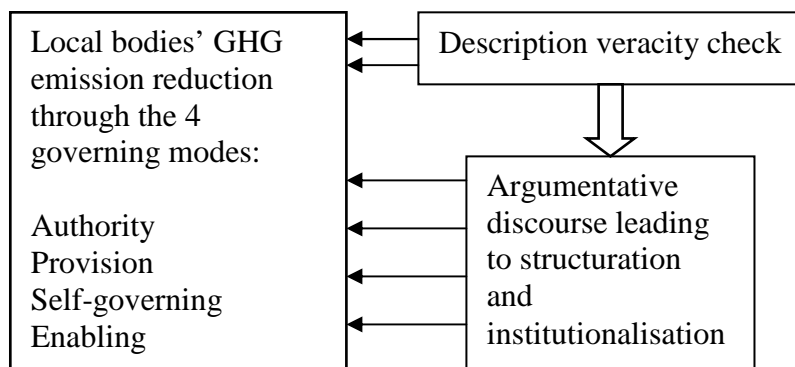 Local bodies’ GHG
emission reduction
through the 4
governing modes:
Authority
Provision
Self-governing
Enabling
Description veracity check
Argumentative
discourse leading
to structuration
and
institutionalisation